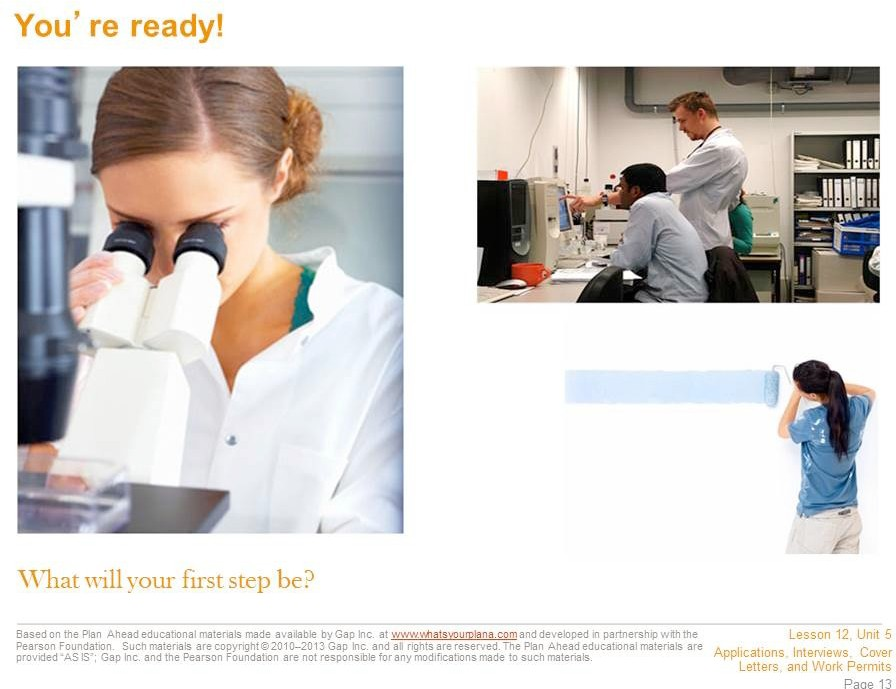 You’ re ready!
What will your first step be?
Based on the Plan Ahead educational materials made available by Gap Inc. at www.whatsyourplana.com and developed in partnership with the
Pearson Foundation. Such materials are copyright © 2010–2013 Gap Inc. and all rights are reserved. The Plan Ahead educational materials are
provided “AS IS”; Gap Inc. and the Pearson Foundation are not responsible for any modifications made to such materials.
Lesson 12, Unit 5
Applications, Interviews, Cover
Letters, and Work Permits
Page 13